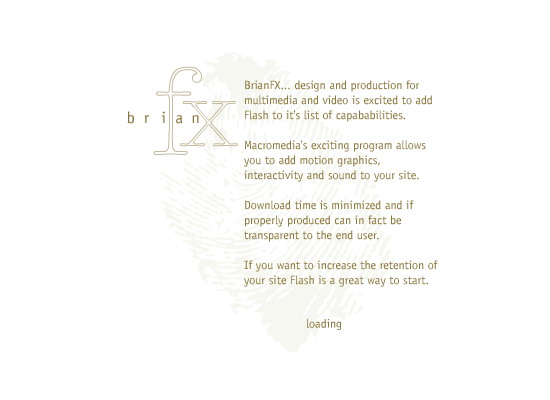 brian fx
BrianFX... design and production for
multimedia and video is excited to add
Flash to it's list of capababilities.
Macromedia's exciting program allows
you to add motion graphics,
interactivity and sound to your site.
Download time is minimized and if
properly produced can in fact be
transparent to the end user.
If you want to increase the retention of
your site Flash is a great way to start.
loading